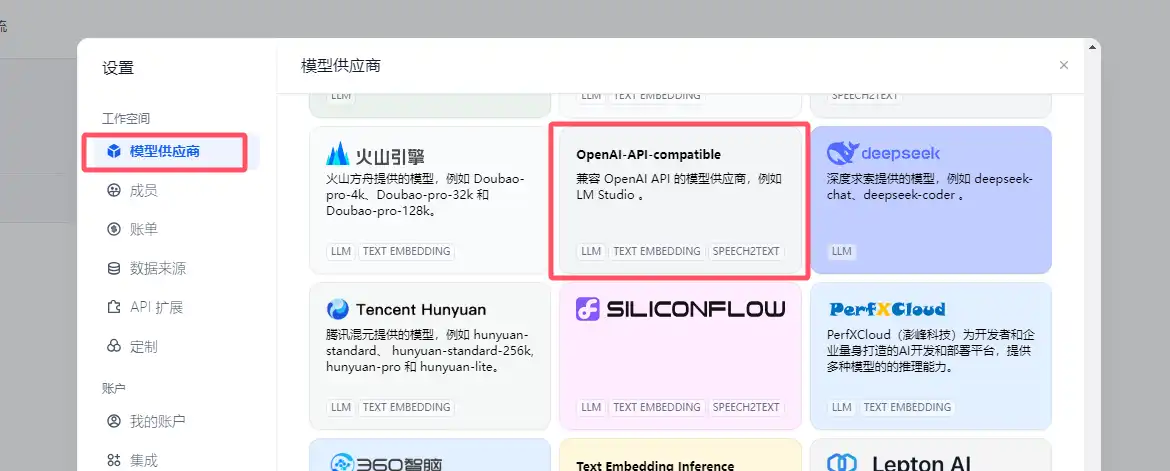 流
设置
模型供应商
工作空间
模型供应商
成员
账单
数据来源
API 扩展
定制
账户
我的账户
集成
LLM
LLM TEXT EMBEDDING
SPEECH2TEXT
火山引擎
火山方舟提供的模型，例如 Doubao-
pro-4k、Doubao-pro-32k 和
Doubao-pro-128k。
LLM TEXT EMBEDDING
OpenAI-API-compatible
兼容 OpenAI API 的模型供应商，例如
LM Studio 。
LLM TEXT EMBEDDING SPEECH2TEXT
deepseek
深度求索提供的模型，例如 deepseek-
chat、deepseek-coder 。
LLM
Tencent Hunyuan
腾讯混元提供的模型，例如 hunyuan-
standard、 hunyuan-standard-256k,
hunyuan-pro 和 hunyuan-lite。
LLM TEXT EMBEDDING
SILICONFLOW
LLM TEXT EMBEDDING SPEECH2TEXT
PerfXCloud
PerfXCloud（澎峰科技）为开发者和企
业量身打造的AI开发和部署平台，提供
多种模型的的推理能力。
LLM TEXT EMBEDDING
360智脑
Text Embedding Inference
Lepton AI